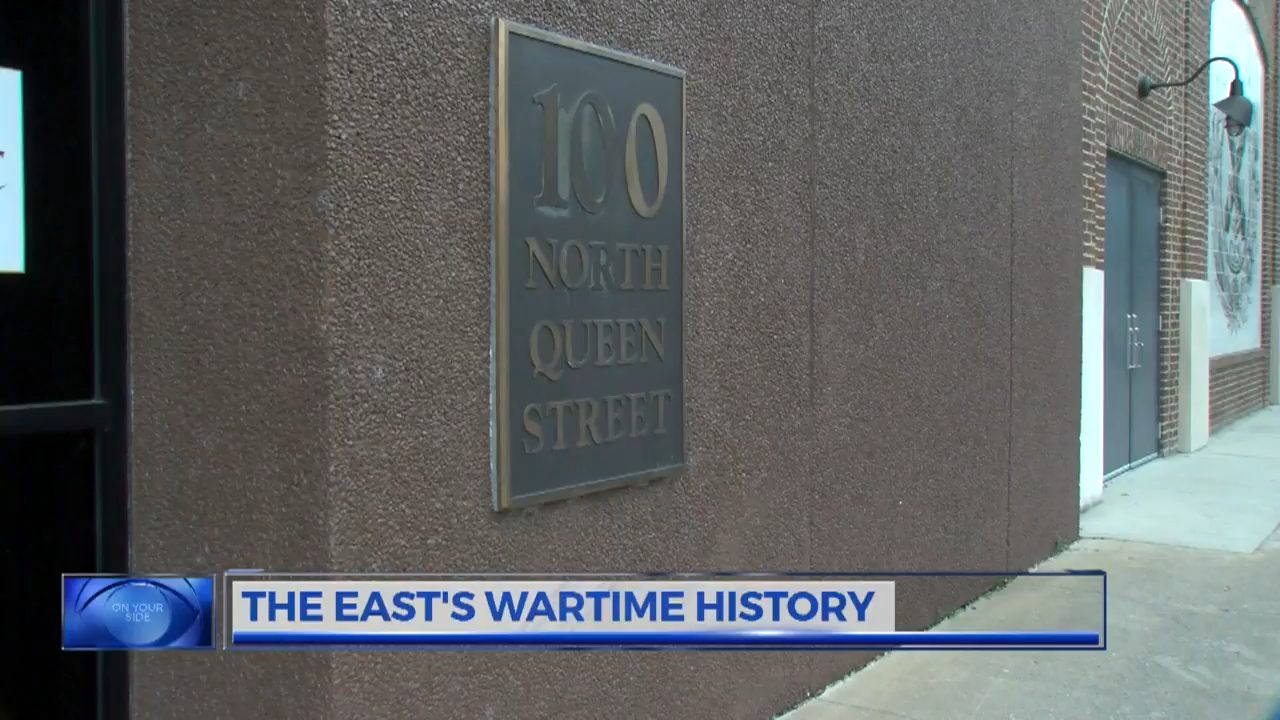 100
NORTH
QUEEN
STREET
ON YOUR
SIDE
THE EAST'S WARTIME HISTORY